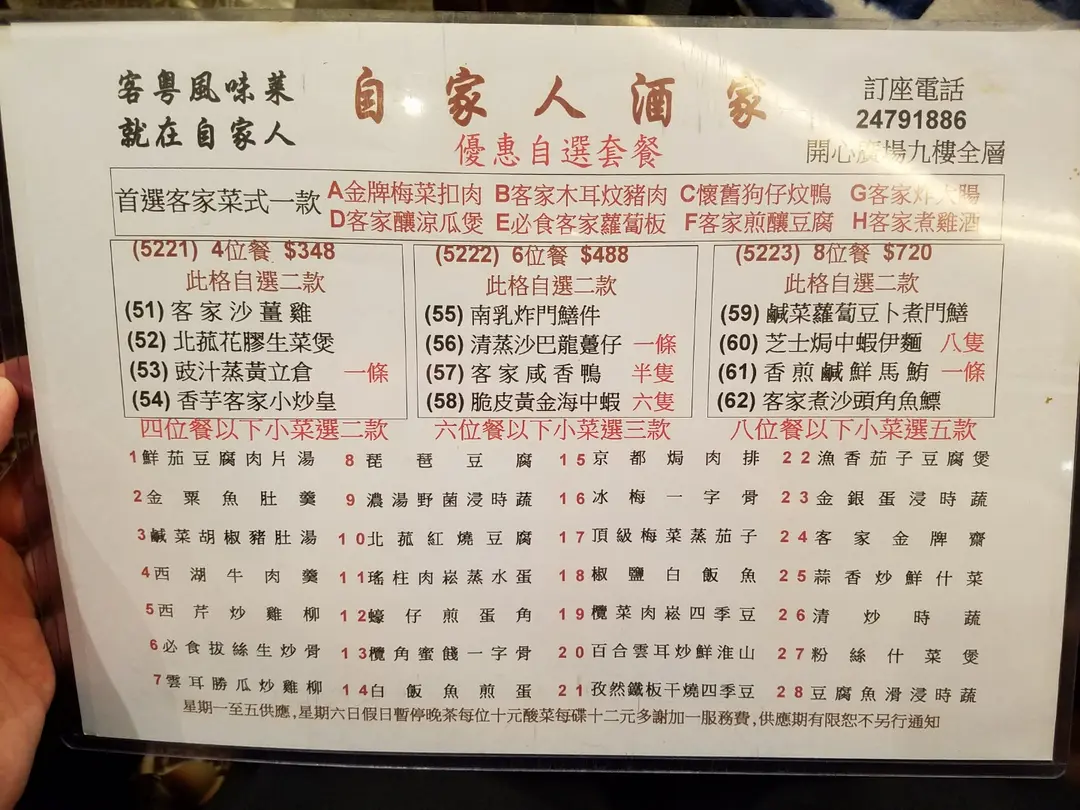 客粵風味菜
就在自家人
自家人酒家
優惠自選套餐
訂座電話
24791886
開心廣場九樓全層
首選客家菜式一款
A金牌梅菜扣肉 B客家木耳炆豬肉 C懷舊狗仔炆鴨 G客家炸大腸
D客家釀涼瓜煲 E必食客家蘿蔔板 F客家煎釀豆腐 H客家煮雞酒
(5221) 4位餐 $348
此格自選二款
(51) 客家沙薑雞
(52) 北菰花膠生菜煲
(53) 豉汁蒸黃立倉 一條
(54) 香芋客家小炒皇
(5222) 6位餐 $488
此格自選二款
(55) 南乳炸門鱔件
(56) 清蒸沙巴龍躉仔 一條
(57) 客家咸香鴨 半隻
(58) 脆皮黃金海中蝦 六隻
(5223) 8位餐 $720
此格自選二款
(59) 鹹菜蘿蔔豆卜煮門鱔
(60) 芝士焗中蝦伊麵 八隻
(61) 香煎鹹鮮馬鮪 一條
(62) 客家煮沙頭角魚鰾
四位餐以下小菜選二款
六位餐以下小菜選三款
八位餐以下小菜選五款
1鮮茄豆腐肉片湯
2金粟魚肚羹
3鹹菜胡椒豬肚湯
4西湖牛肉羹
5西芹炒雞柳
6必食拔絲生炒骨
7雲耳勝瓜炒雞柳
8琵琶豆腐
9濃湯野菌浸時蔬
10北菰紅燒豆腐
11瑤柱肉崧蒸水蛋
12蠔仔煎蛋角
13欖角蜜餞一字骨
14白飯魚煎蛋
15京都焗肉排
16冰梅一字骨
17頂級梅菜蒸茄子
18椒鹽白飯魚
19欖菜肉崧四季豆
20百合雲耳炒鮮淮山
21孜然鐵板干燒四季豆
22漁香茄子豆腐煲
23金銀蛋浸時蔬
24客家金牌齋
25蒜香炒鮮什菜
26清炒時蔬
27粉絲什菜煲
28豆腐魚滑浸時蔬
星期一至五供應,星期六日假日暫停晚茶每位十元酸菜每碟十二元多謝加一服務費,供應期有限恕不另行通知